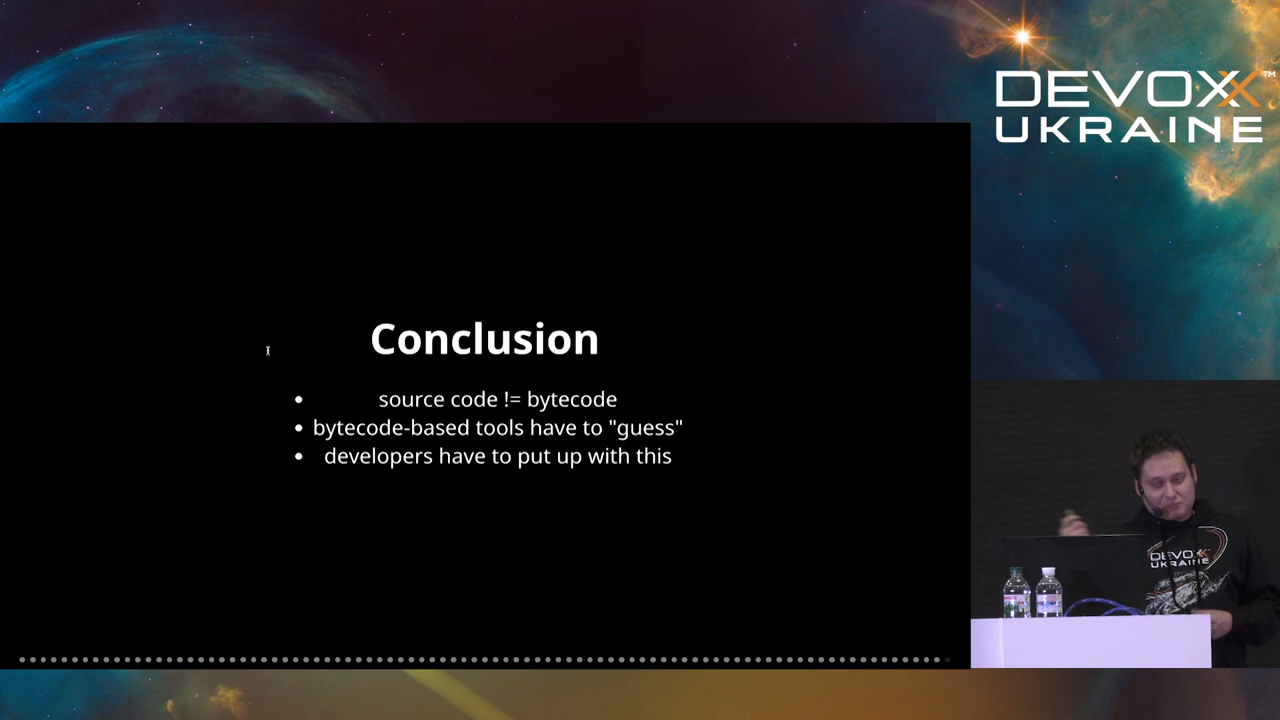 DEVOXX™
UKRAINE
Conclusion
• source code != bytecode
• bytecode-based tools have to "guess"
• developers have to put up with this
DEVOXX
UKRAINE